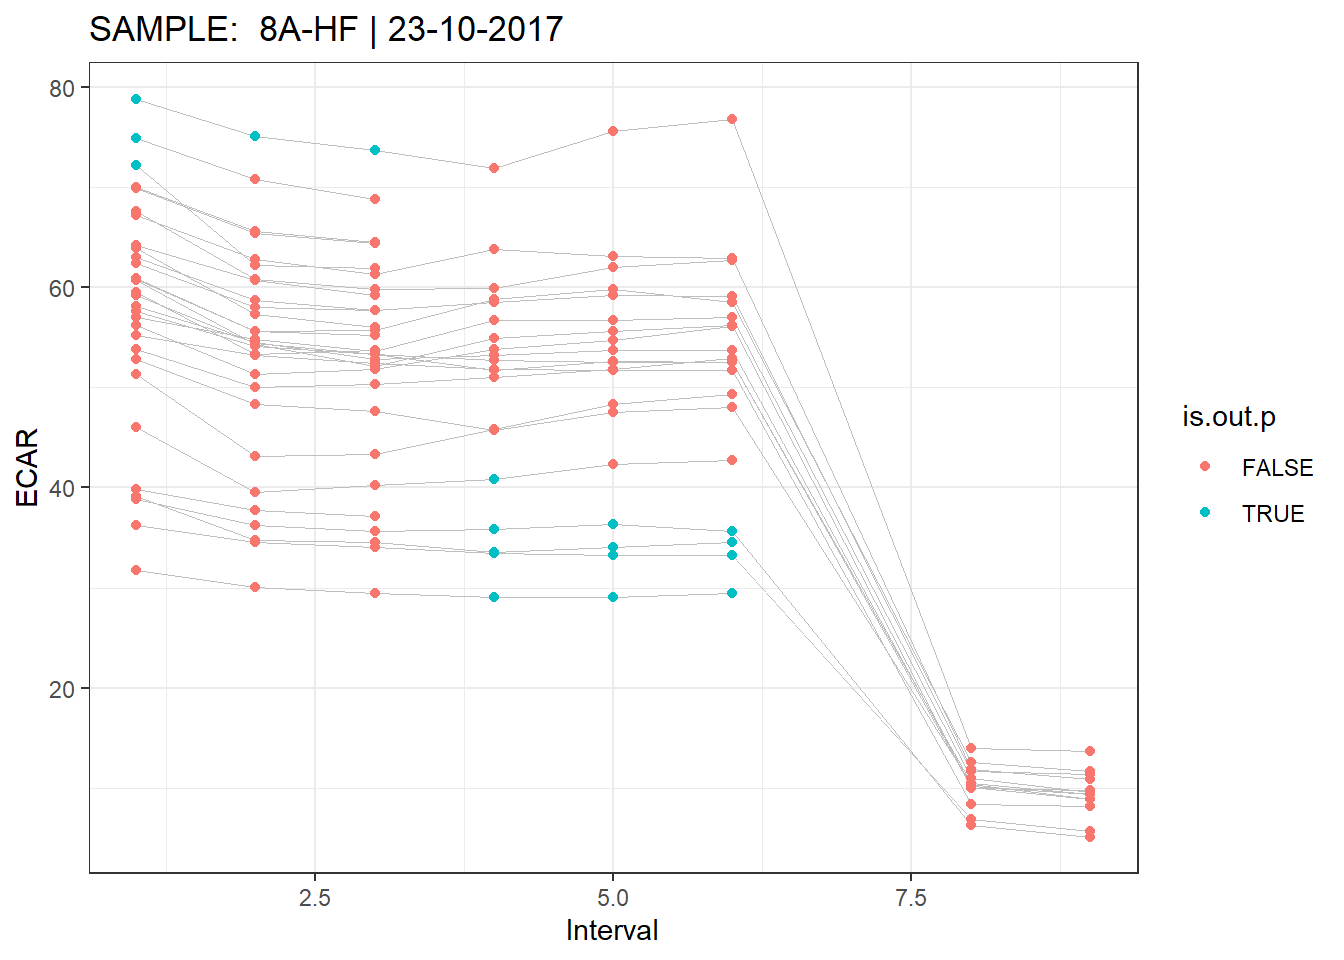 SAMPLE:  8A-HF | 23-10-2017
80
60
40
20
ECAR
2.5
5.0
7.5
Interval
is.out.p
FALSE
TRUE